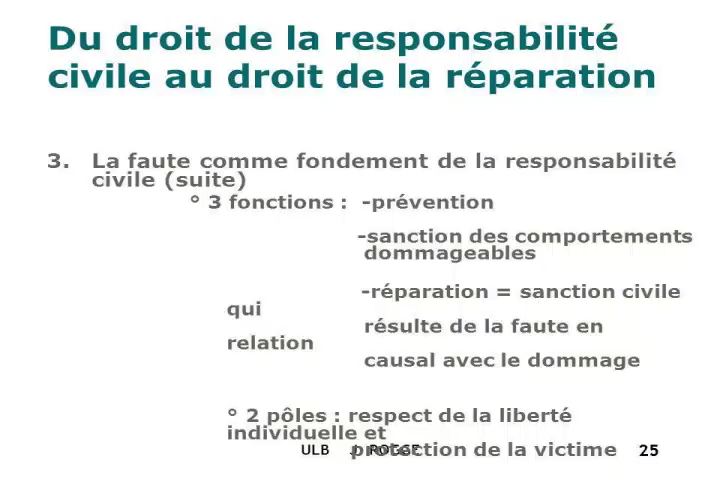 Du droit de la responsabilité
civile au droit de la réparation
3. La faute comme fondement de la responsabilité
civile (suite)
° 3 fonctions : -prévention
-sanction des comportements
dommageables
-réparation = sanction civile
qui
résulte de la faute en
relation
causal avec le dommage
° 2 pôles : respect de la liberté
individuelle et
protection de la victime
ULB J. ROGGE 25